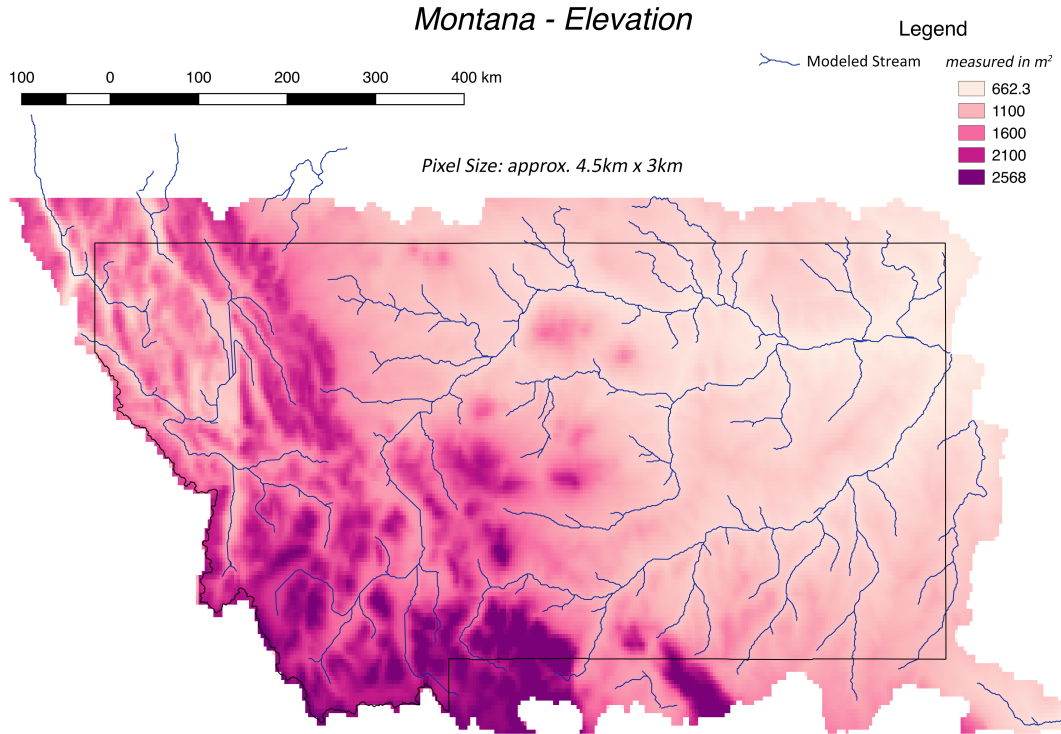 Montana - Elevation
Legend
Modeled Stream
measured in m²
662.3
1100
1600
2100
2568
100 0 100 200 300 400 km
Pixel Size: approx. 4.5km x 3km